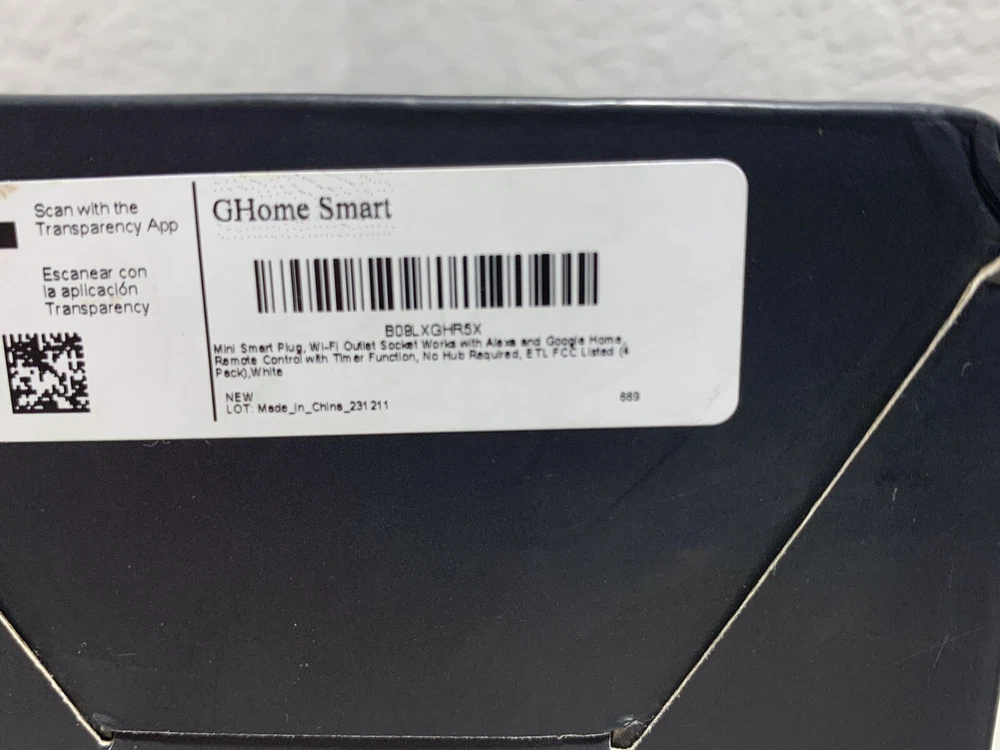 Scan with the
Transparency App
Escanear con
la aplicación
Transparency
GHome Smart
B0BLXGHR5X
Mini Smart Plug, Wi-Fi Outlet Socket Works with Alexa and Google Home,
Remote Control with Timer Function, No Hub Required, ETL FCC Listed (4
Pack),White
NEW
LOT: Made_in_China_231211
889